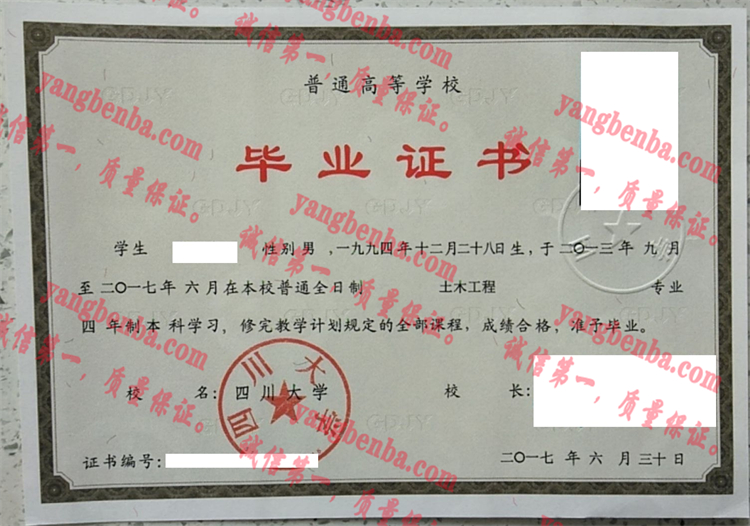 普通高等学校
毕业证书
学生 性别 男 ,一九九四年十二月二十八日生，于二〇一三年 九 月
至二〇一七年 六 月在本校普通全日制 土木工程 专业
四 年制 本 科学习，修完教学计划规定的全部课程，成绩合格，准予毕业。
校 名：四川大学 校 长：
四川大学
证书编号：
二〇一七 年 六 月 三十 日
GDJY
yangbenba.com
诚信第一，质量保证。